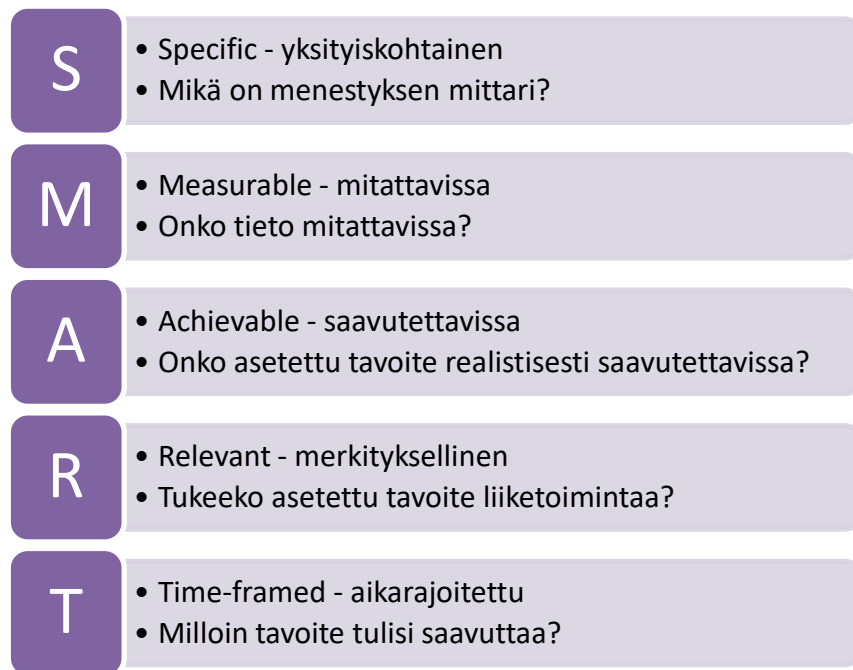 S
• Specific - yksityiskohtainen
• Mikä on menestyksen mittari?
M
• Measurable - mitattavissa
• Onko tieto mitattavissa?
A
• Achievable - saavutettavissa
• Onko asetettu tavoite realistisesti saavutettavissa?
R
• Relevant - merkityksellinen
• Tukeeko asetettu tavoite liiketoimintaa?
T
• Time-framed - aikarajoitettu
• Milloin tavoite tulisi saavuttaa?